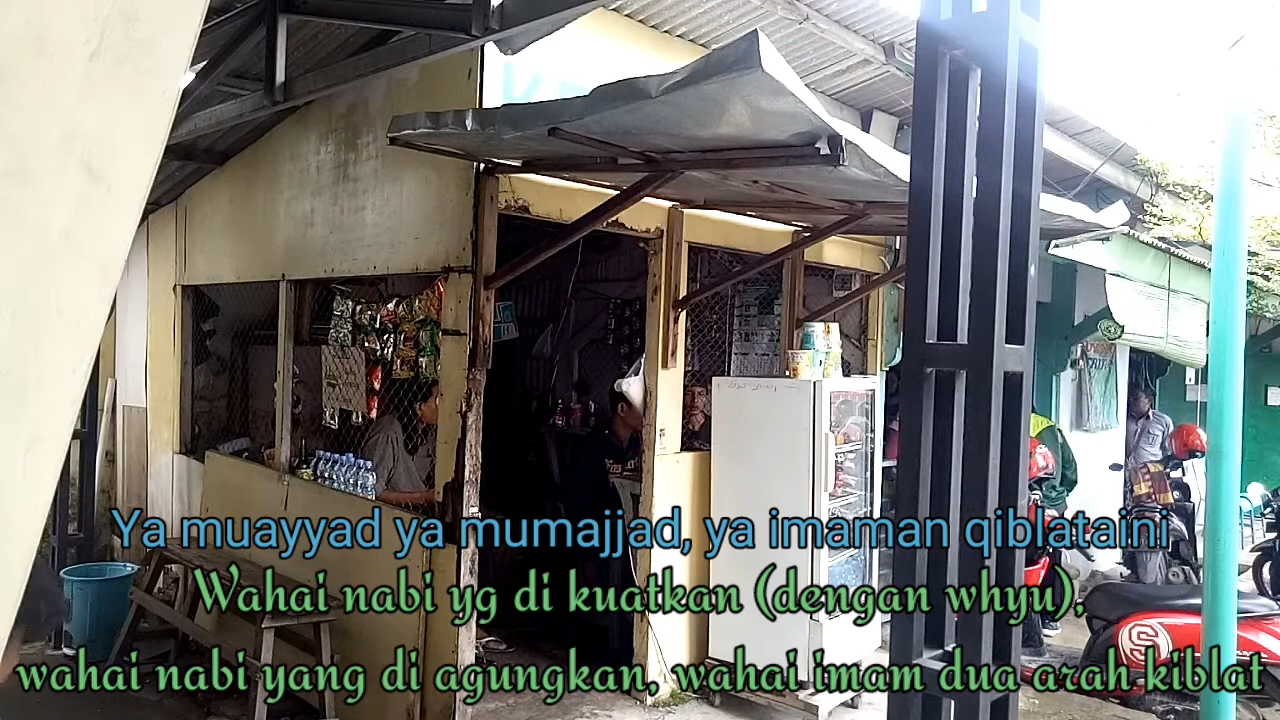 Ya muayyad ya mumajjad, ya imaman qiblataini
Wahai nabi yg di kuatkan (dengan whyu),
wahai nabi yang di agungkan, wahai imam dua arah kiblat